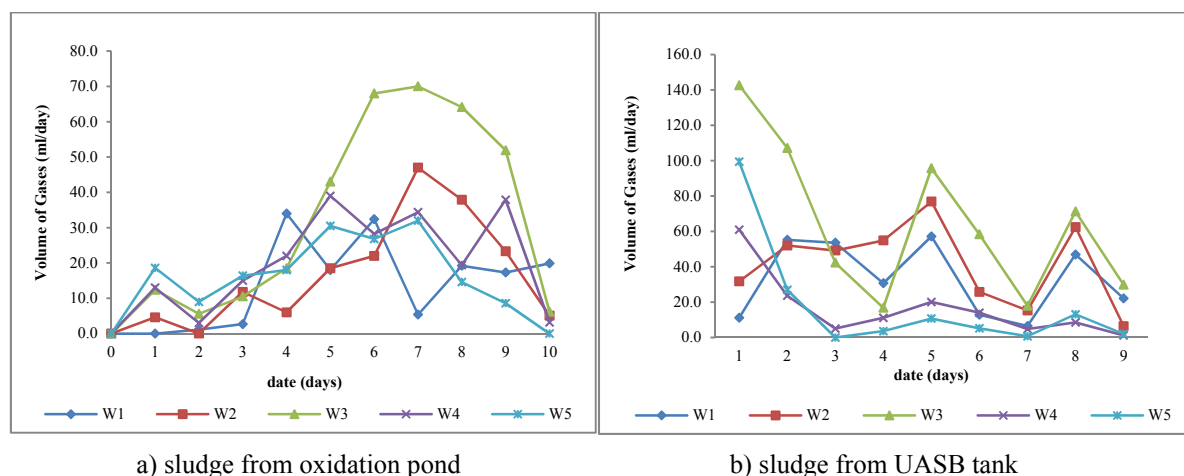 80.0
70.0
60.0
50.0
40.0
30.0
20.0
10.0
0.0
Volume of Gases (ml/day)
0 1 2 3 4 5 6 7 8 9 10
date (days)
W1 W2 W3 W4 W5
a) sludge from oxidation pond
160.0
140.0
120.0
100.0
80.0
60.0
40.0
20.0
0.0
Volume of Gases (ml/day)
1 2 3 4 5 6 7 8 9
date (days)
W1 W2 W3 W4 W5
b) sludge from UASB tank